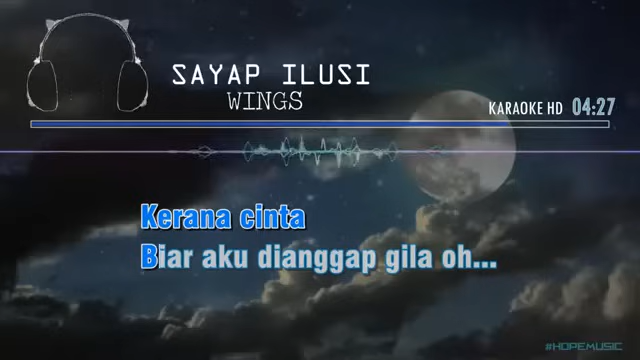 SAYAP ILUSI
WINGS
KARAOKE HD 04:27
Kerana cinta
Biar aku dianggap gila oh...
#HOPEMUSIC